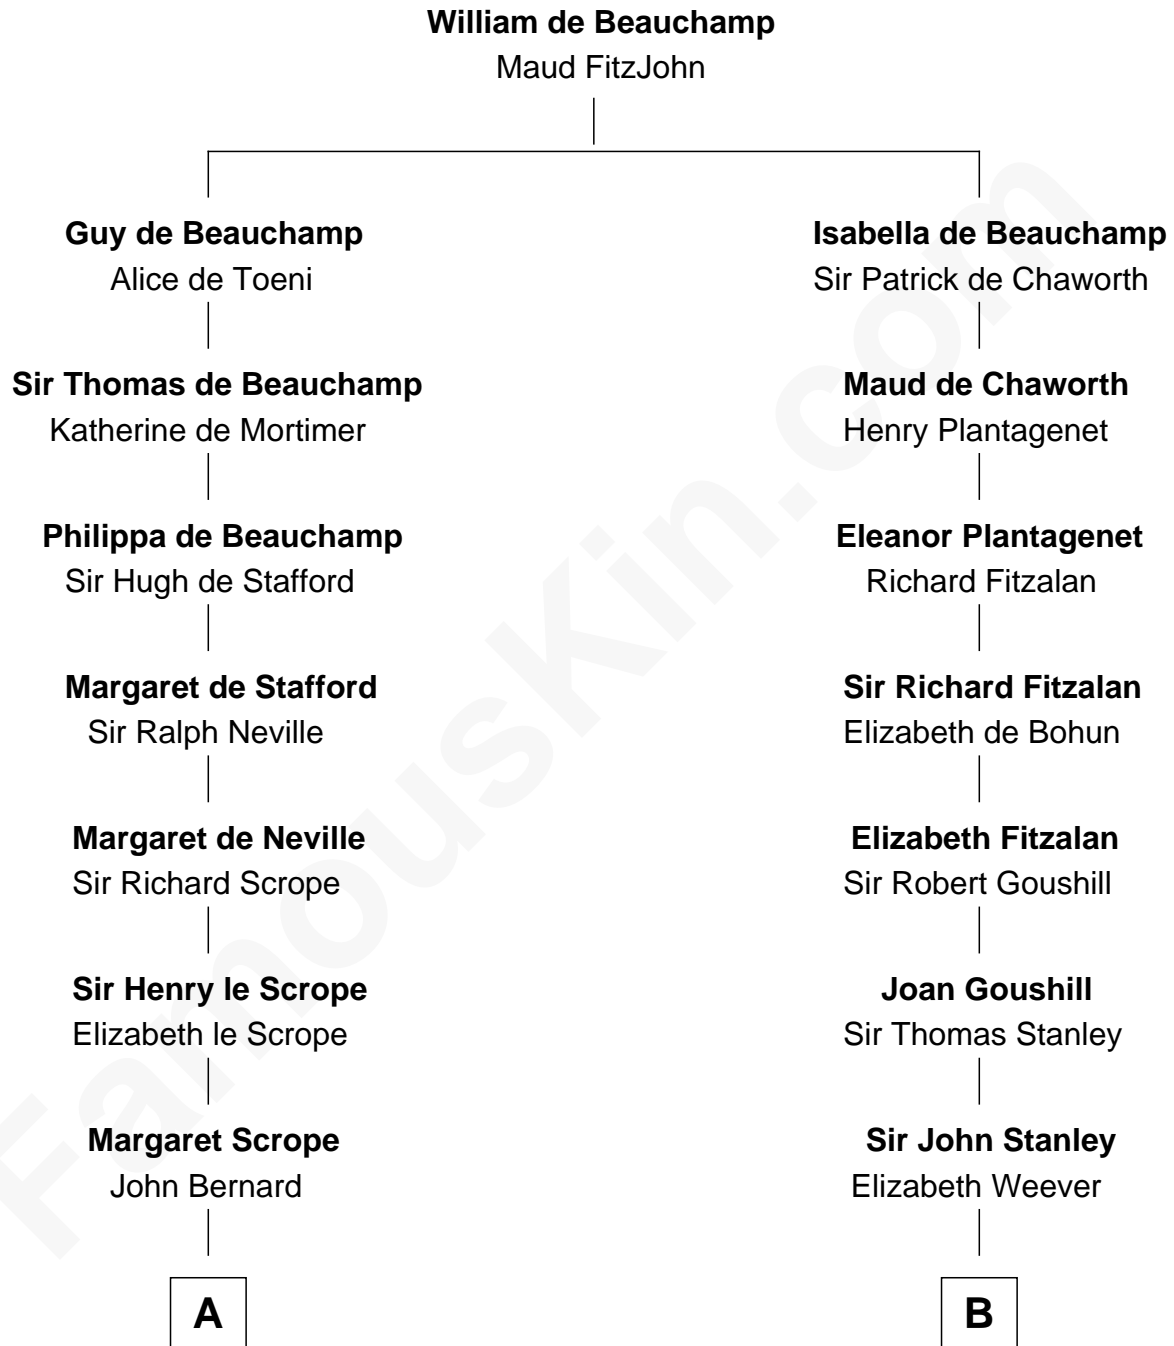 William de Beauchamp
Maud FitzJohn
Guy de Beauchamp
Alice de Toeni
Isabella de Beauchamp
Sir Patrick de Chaworth
Sir Thomas de Beauchamp
Katherine de Mortimer
Maud de Chaworth
Henry Plantagenet
Philippa de Beauchamp
Sir Hugh de Stafford
Eleanor Plantagenet
Richard Fitzalan
Margaret de Stafford
Sir Ralph Neville
Sir Richard Fitzalan
Elizabeth de Bohun
Margaret de Neville
Sir Richard Scrope
Elizabeth Fitzalan
Sir Robert Goushill
Sir Henry le Scrope
Elizabeth le Scrope
Joan Goushill
Sir Thomas Stanley
Margaret Scrope
John Bernard
Sir John Stanley
Elizabeth Weever
A
B
FamousKin.com